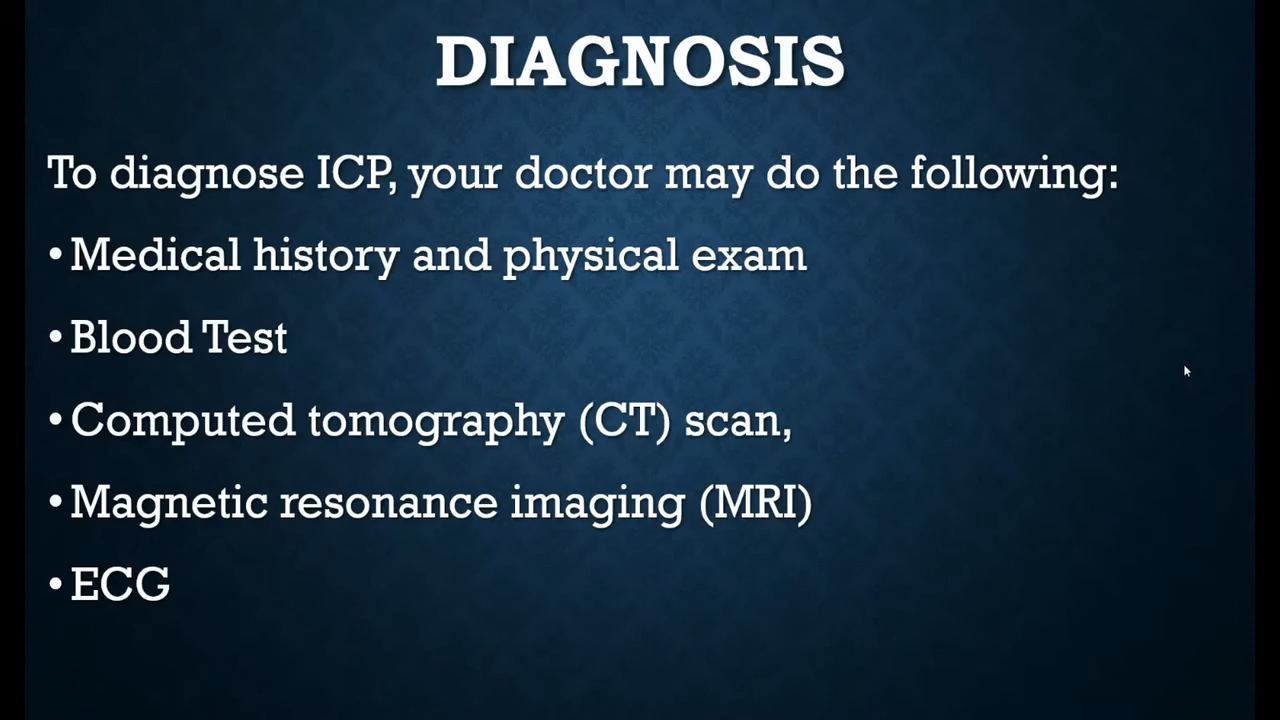 DIAGNOSIS
To diagnose ICP, your doctor may do the following:
• Medical history and physical exam
• Blood Test
• Computed tomography (CT) scan,
• Magnetic resonance imaging (MRI)
• ECG